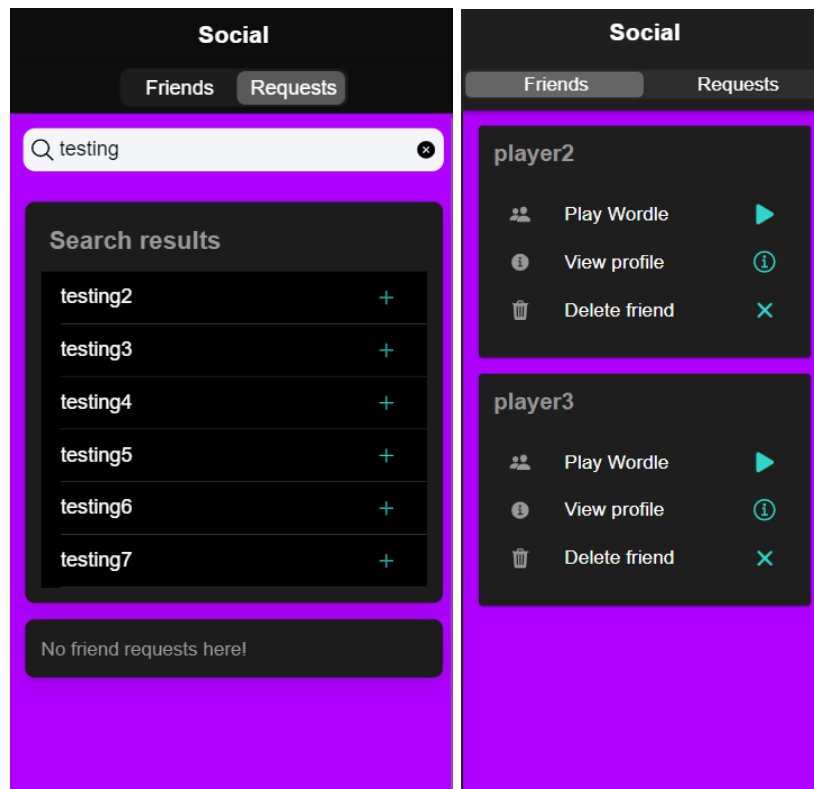 Social
Friends Requests
testing
Search results
testing2
testing3
testing4
testing5
testing6
testing7
No friend requests here!
Social
Friends Requests
player2
Play Wordle
View profile
Delete friend
player3
Play Wordle
View profile
Delete friend